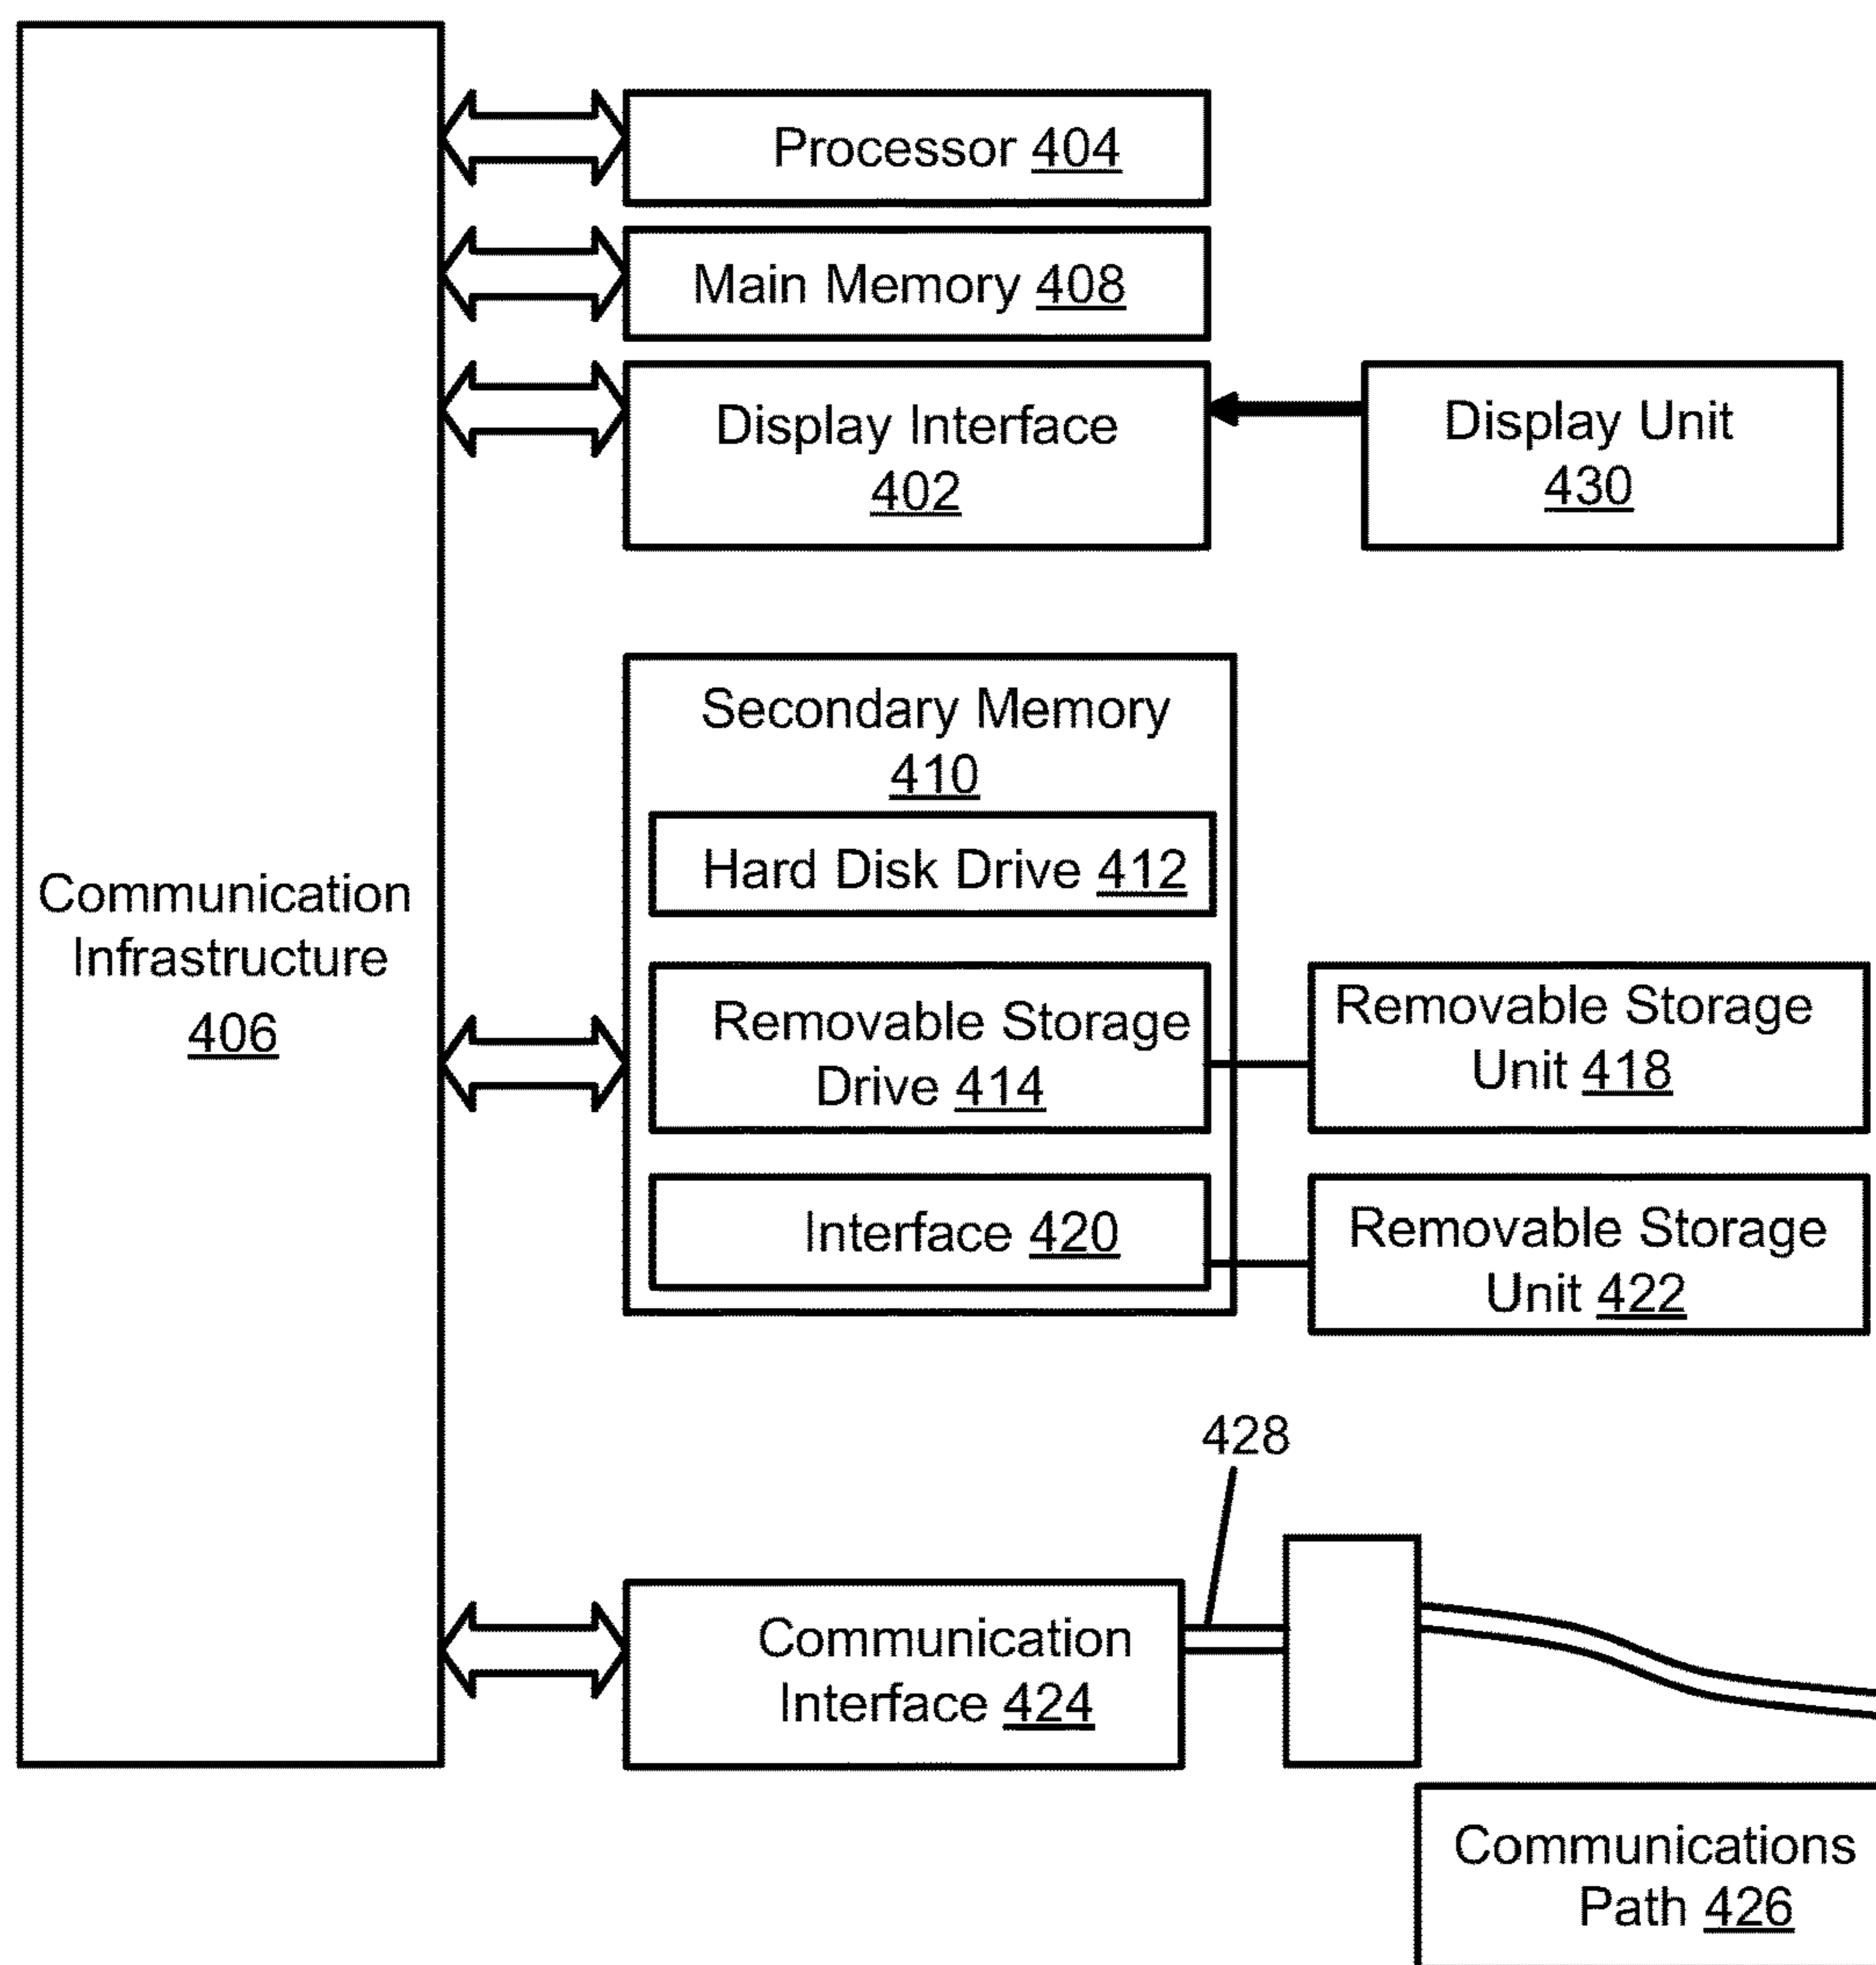 Communication
Infrastructure
406
Processor 404
Main Memory 408
Display Interface
402
Display Unit
430
Secondary Memory
410
Hard Disk Drive 412
Removable Storage
Drive 414
Removable Storage
Unit 418
Interface 420
Removable Storage
Unit 422
428
Communication
Interface 424
Communications
Path 426